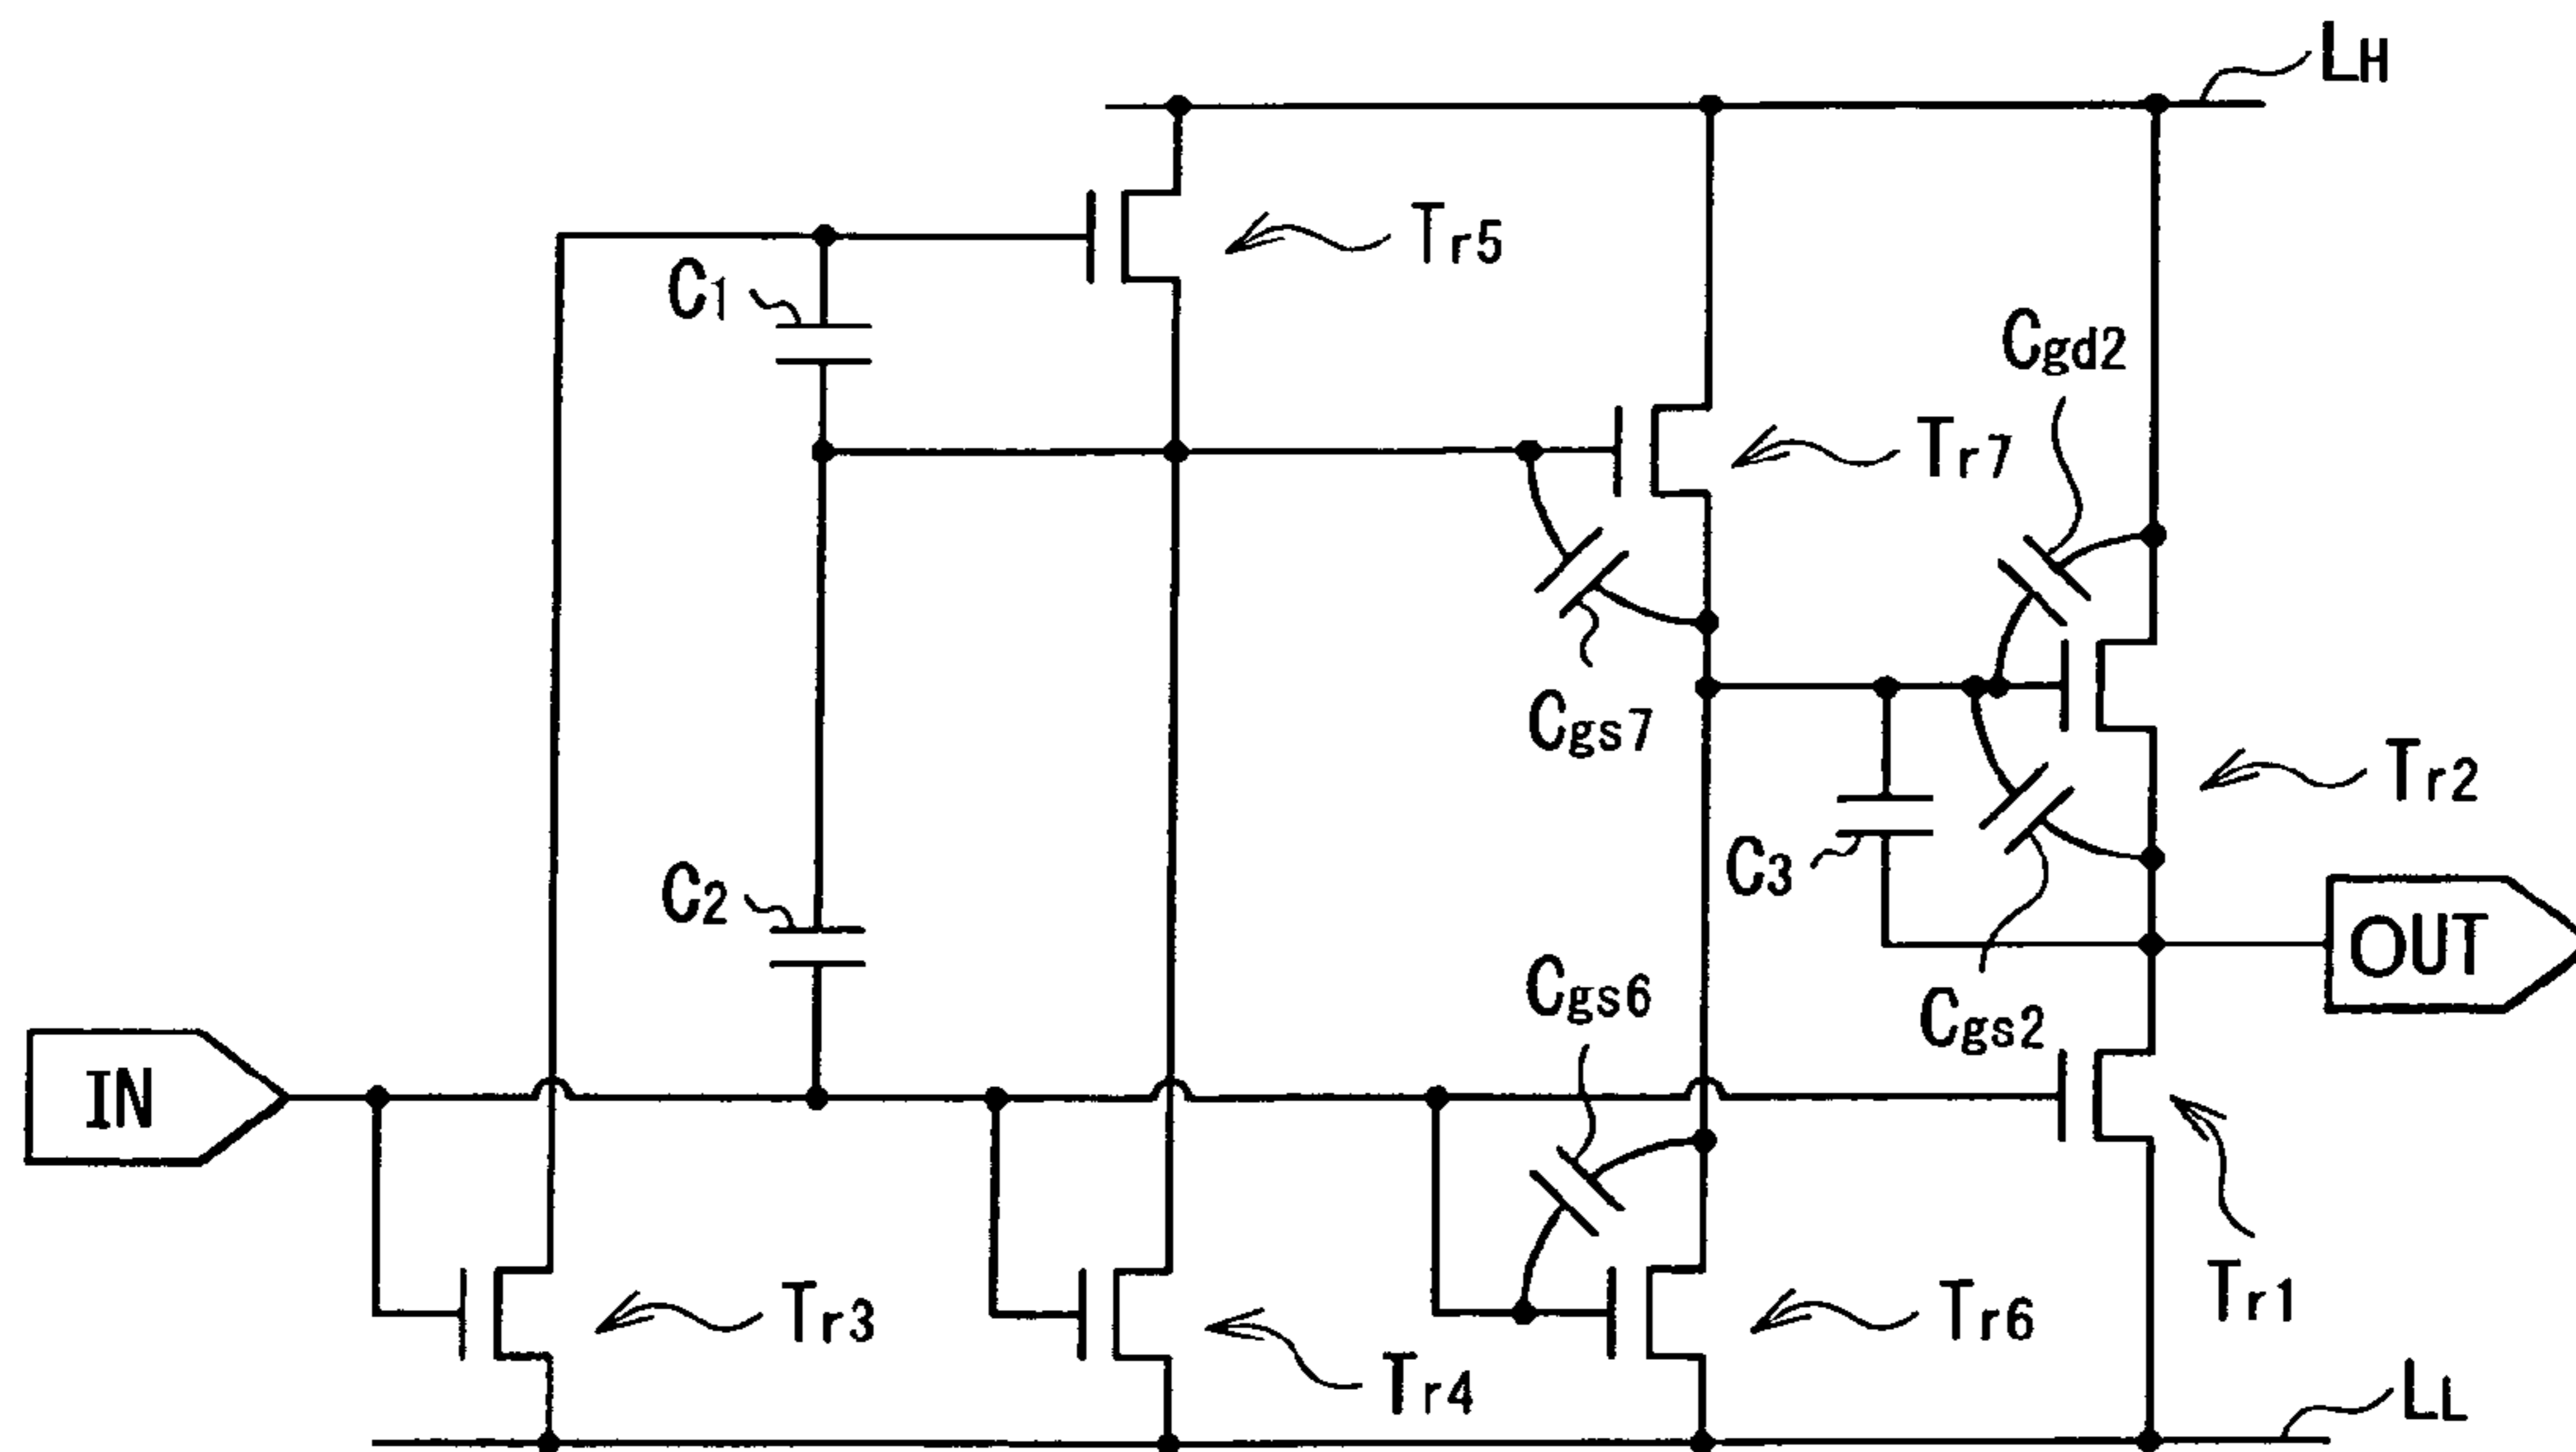 LH
Tr5
C1
Cgd2
Tr7
Cgs7
Tr2
C3
C2
OUT
Cgs6
Cgs2
IN
Tr1
Tr3
Tr6
Tr4
LL